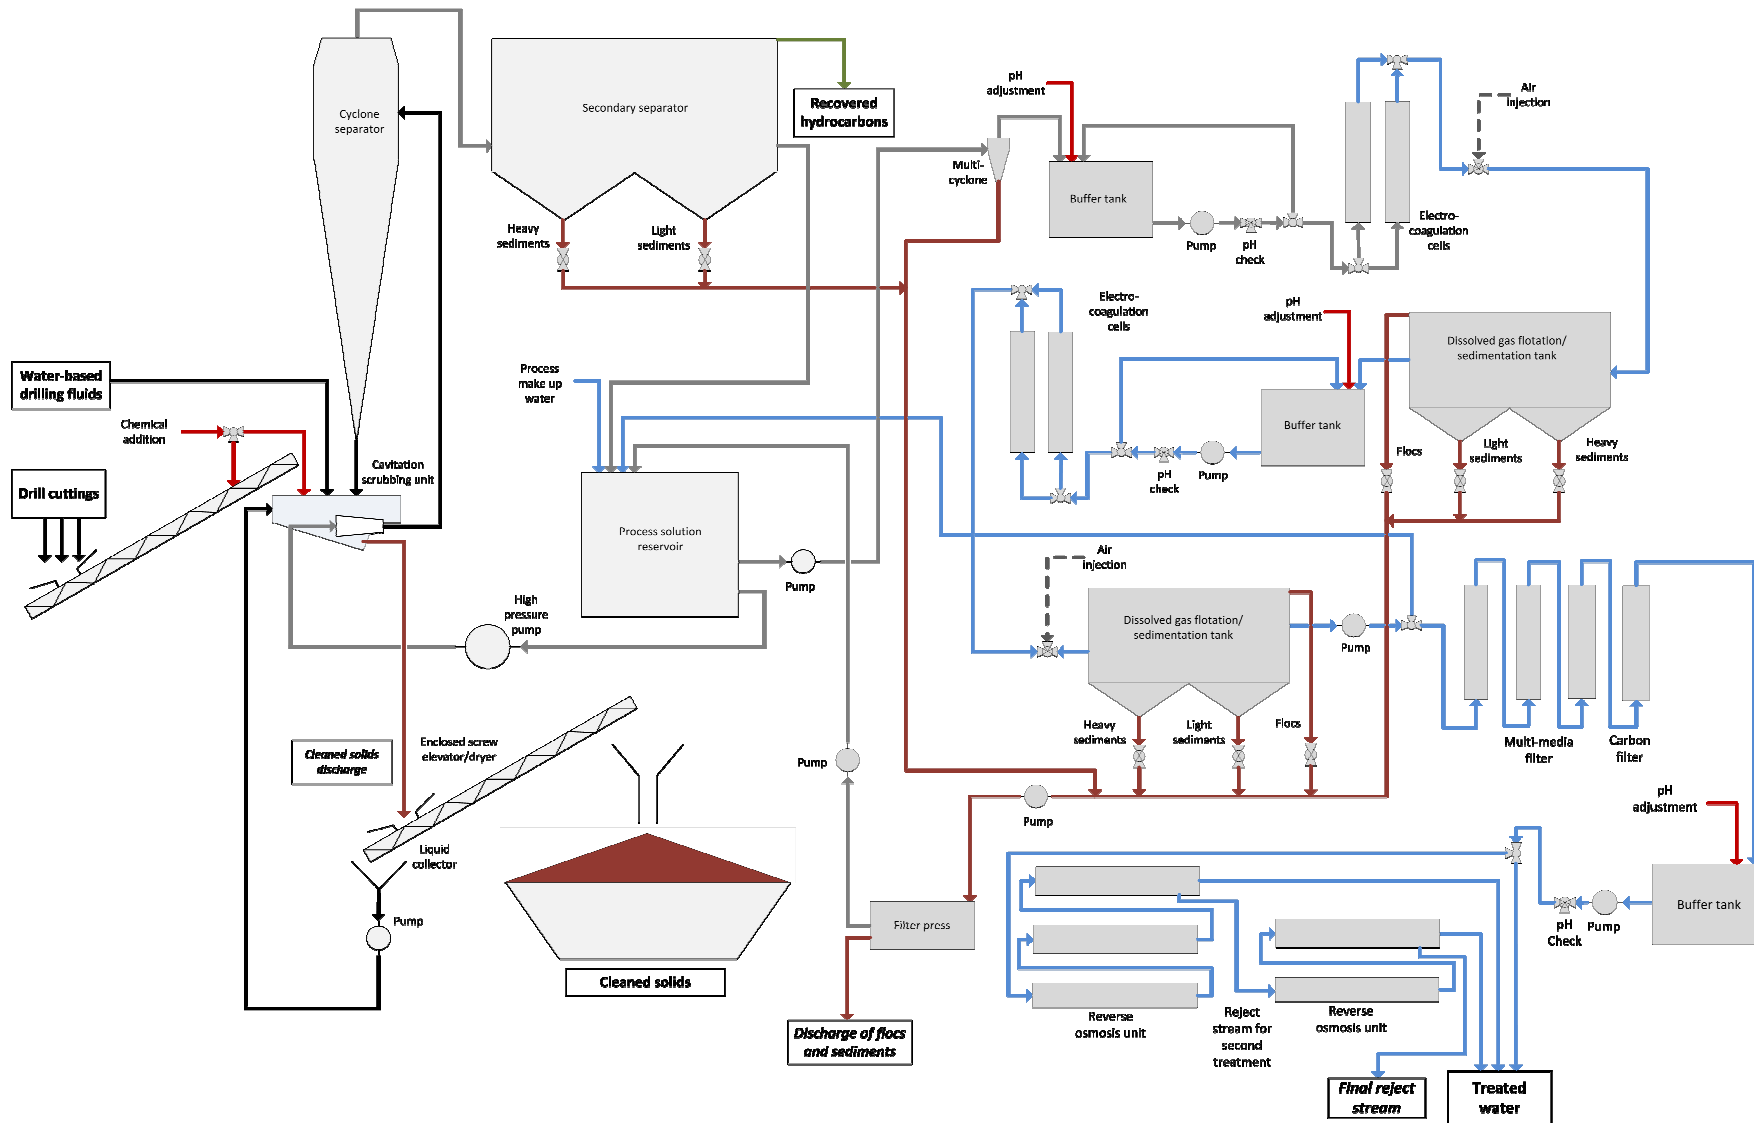 Cyclone
separator
Secondary separator
Recovered
hydrocarbons
pH
adjustment
Air
injection
Multi-
cyclone
Buffer tank
Pump
pH
check
Electro-
coagulation
cells
Heavy
sediments
Light
sediments
Electro-
coagulation
cells
pH
adjustment
Dissolved gas flotation/
sedimentation tank
Water-based
drilling fluids
Process
make up
water
Chemical
addition
Buffer tank
Flocs
Light
sediments
Heavy
sediments
Cavitation
scrubbing unit
Drill cuttings
pH
check
Pump
Process solution
reservoir
Pump
Air
injection
High
pressure
pump
Dissolved gas flotation/
sedimentation tank
Pump
Heavy
sediments
Light
sediments
Flocs
Multi-media
filter
Carbon
filter
Cleaned solids
discharge
Enclosed screw
elevator/dryer
Pump
pH
adjustment
Pump
Liquid
collector
Pump
Filter press
Buffer tank
pH
Check
Pump
Cleaned solids
Discharge of flocs
and sediments
Reverse
osmosis unit
Reject
stream for
second
treatment
Reverse
osmosis unit
Final reject
stream
Treated
water